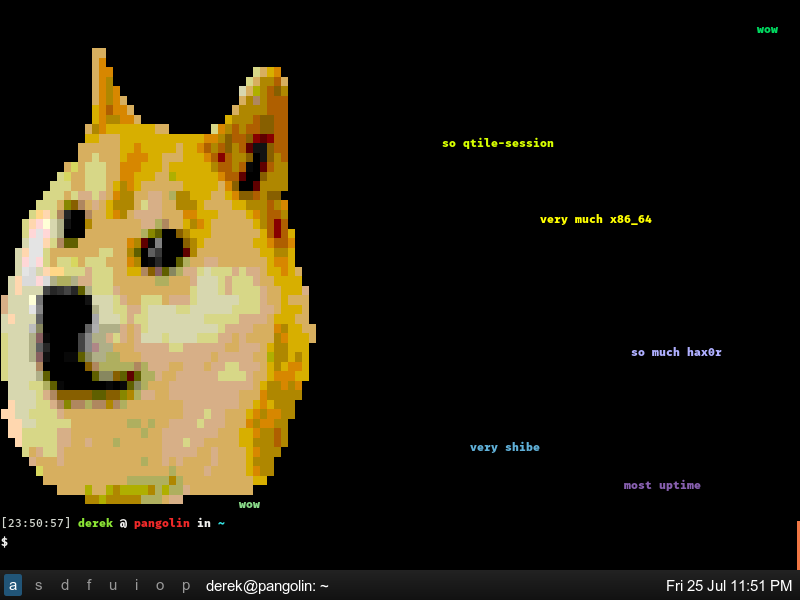 wow
so qtile-session
very much x86_64
so much hax0r
very shibe
most uptime
wow
[23:50:57] derek @ pangolin in ~
$
a s d f u i o p derek@pangolin: ~ Fri 25 Jul 11:51 PM